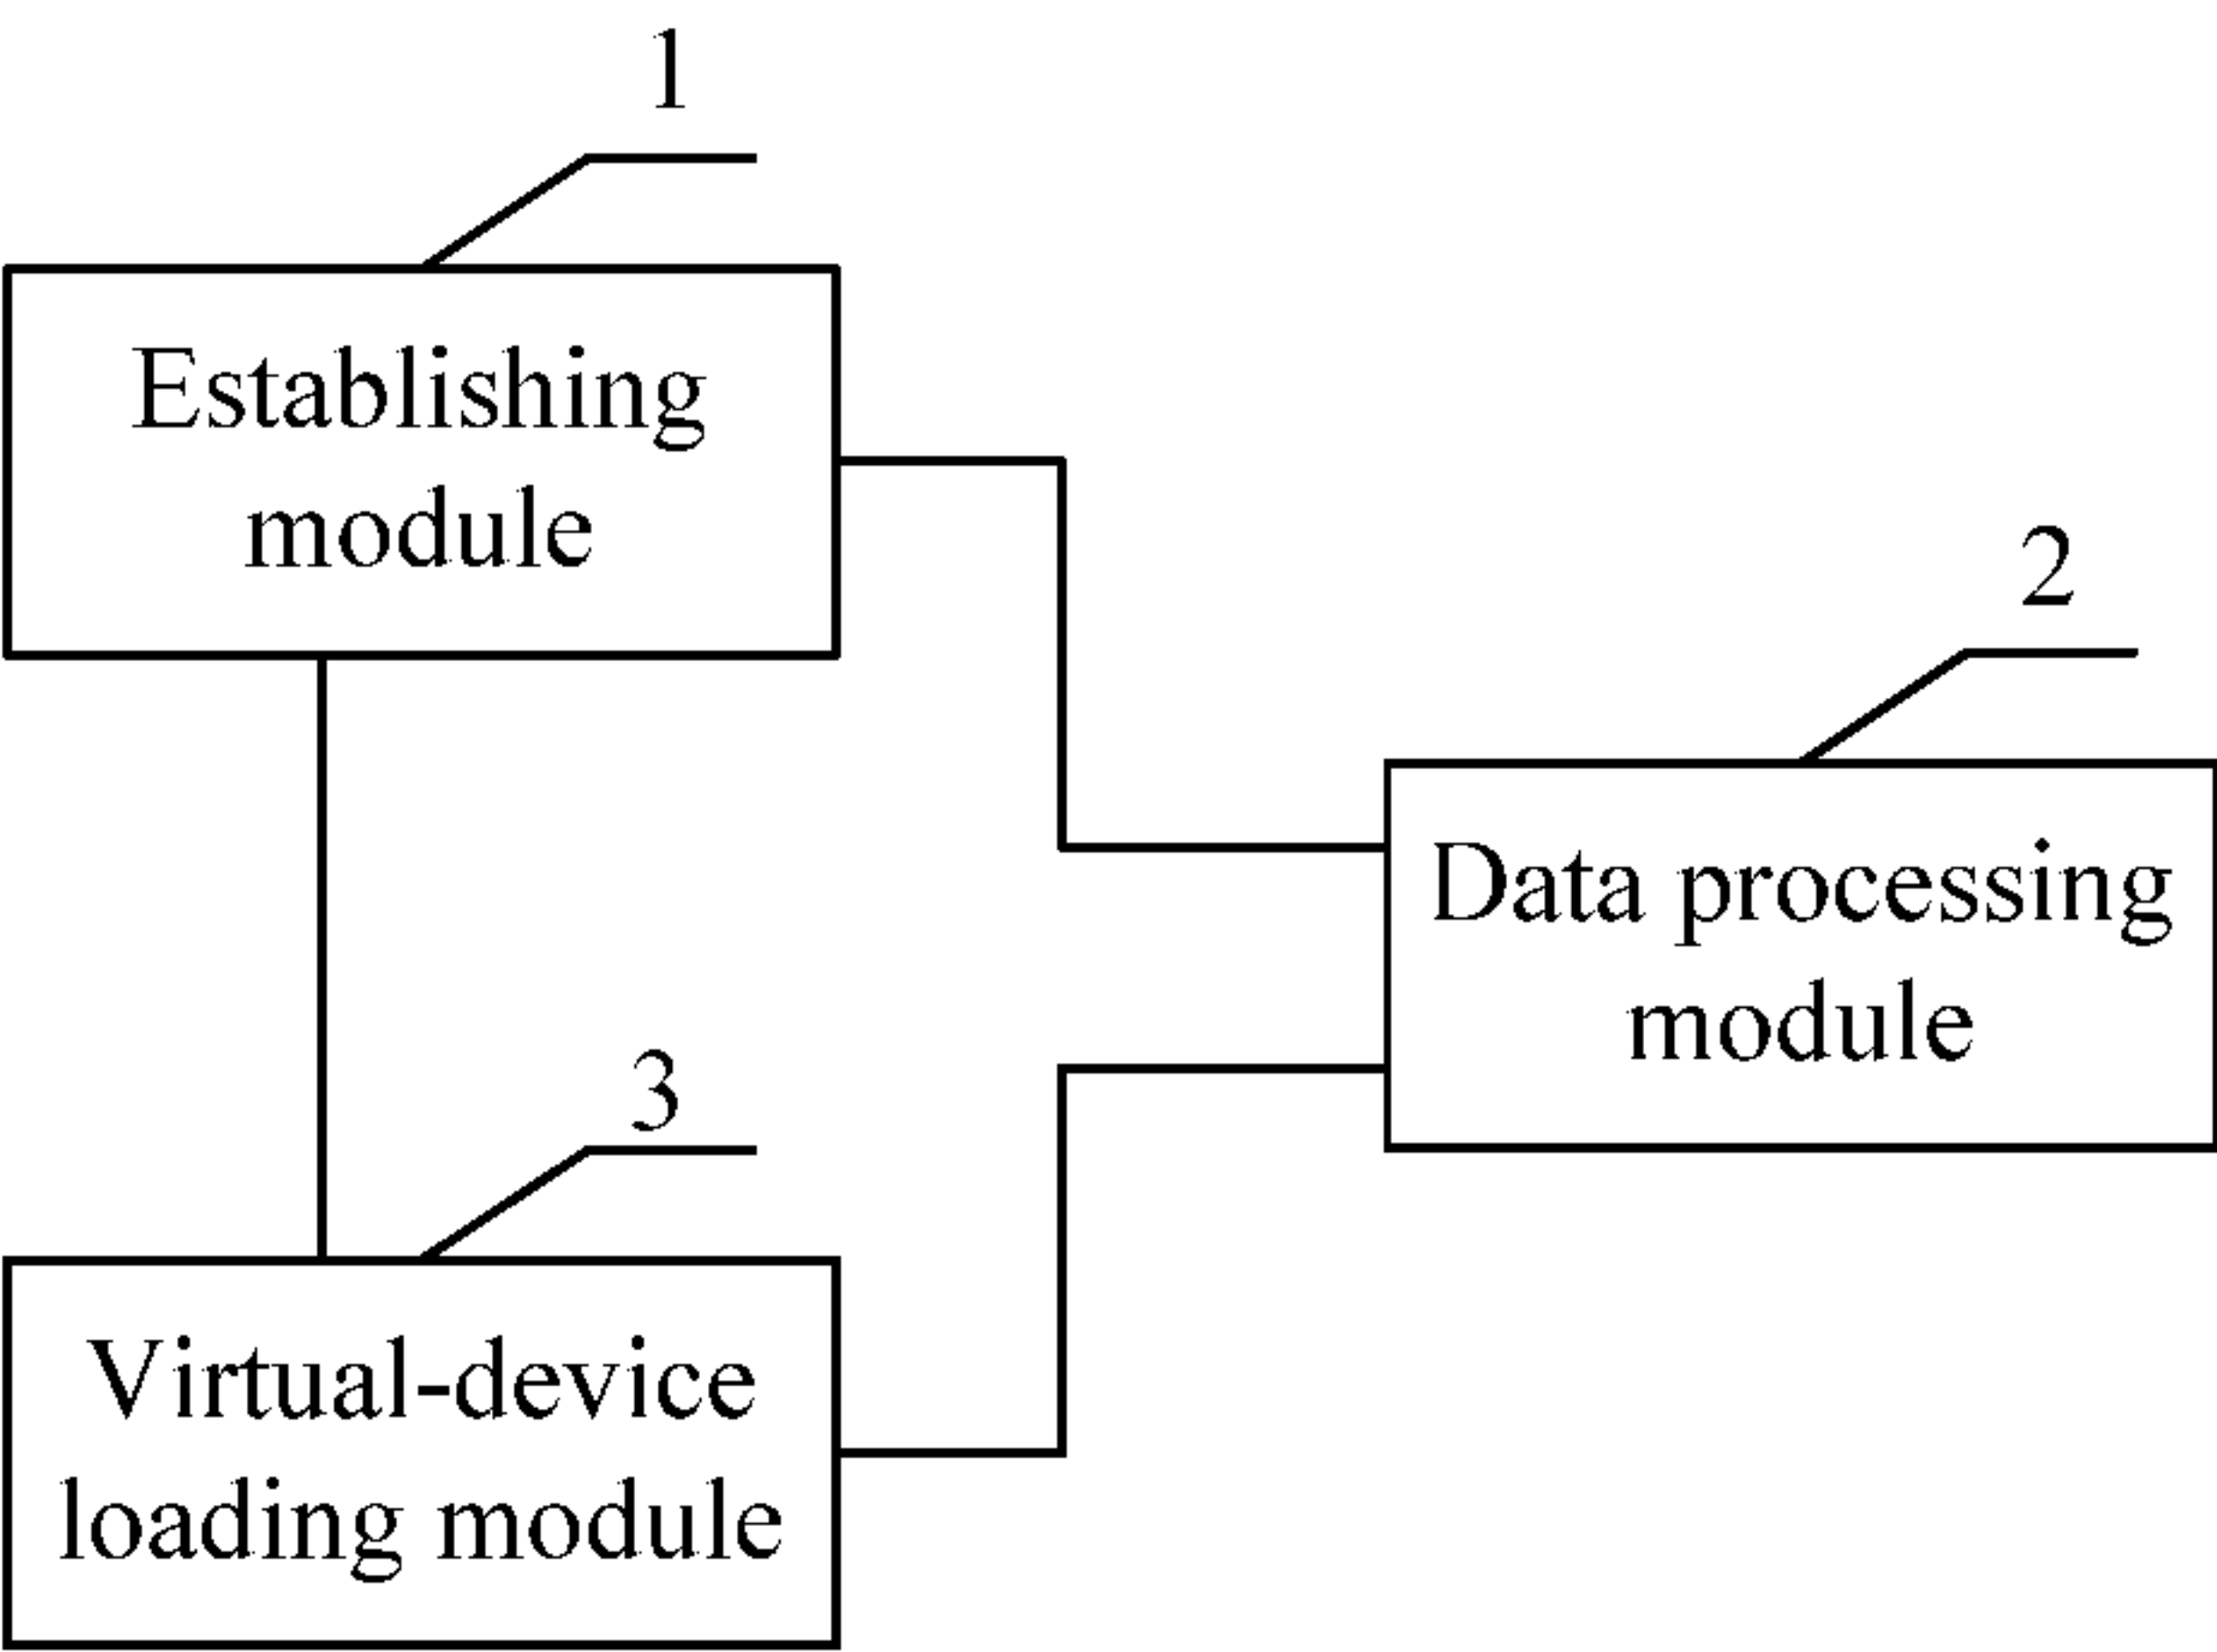 1
Establishing
module
2
Data processing
module
3
Virtual-device
loading module